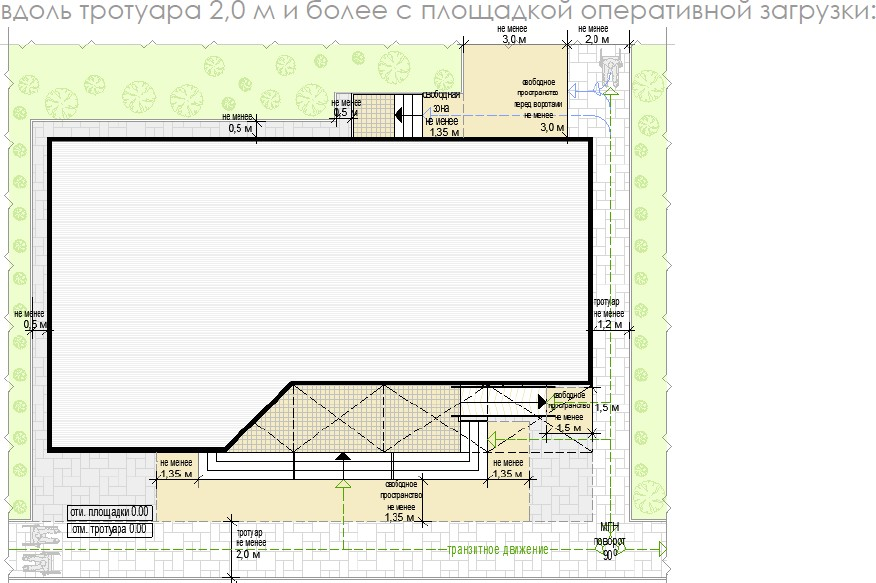 вдоль тротуара 2,0 м и более с площадкой оперативной загрузки:
не менее
3,0 м
не менее
2,0 м
свободное
пространство
перед воротами
не менее
3,0 м
свободная
зона
не менее
1,35 м
не менее
0,5 м
не менее
0,5 м
не менее
0,5 м
тротуар
не менее
1,2 м
свободное
пространство
не менее
1,5 м
1,5 м
не менее
1,35 м
не менее
1,35 м
свободное
пространство
не менее
1,35 м
отм. площадки 0.00
отм. тротуара 0.00
тротуар
не менее
2,0 м
транзитное движение
МГН
поворот
90°